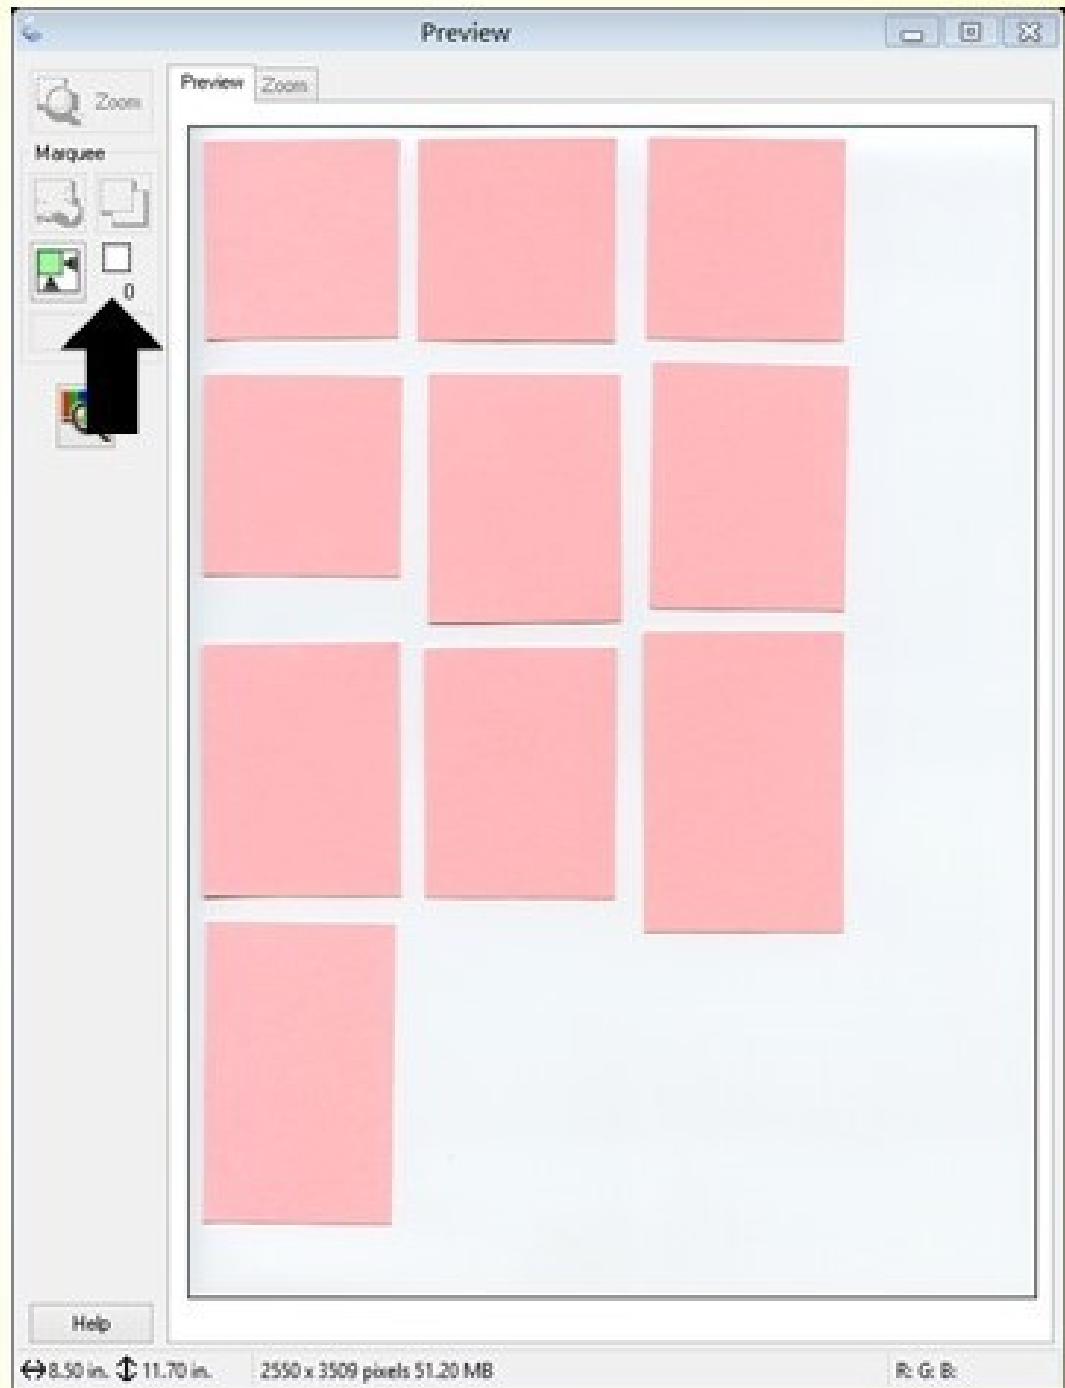 Preview
Preview Zoom
Zoom
Marquee
0
Help
8.50 in. 11.70 in. 2550 x 3509 pixels 51.20 MB R: G: B: